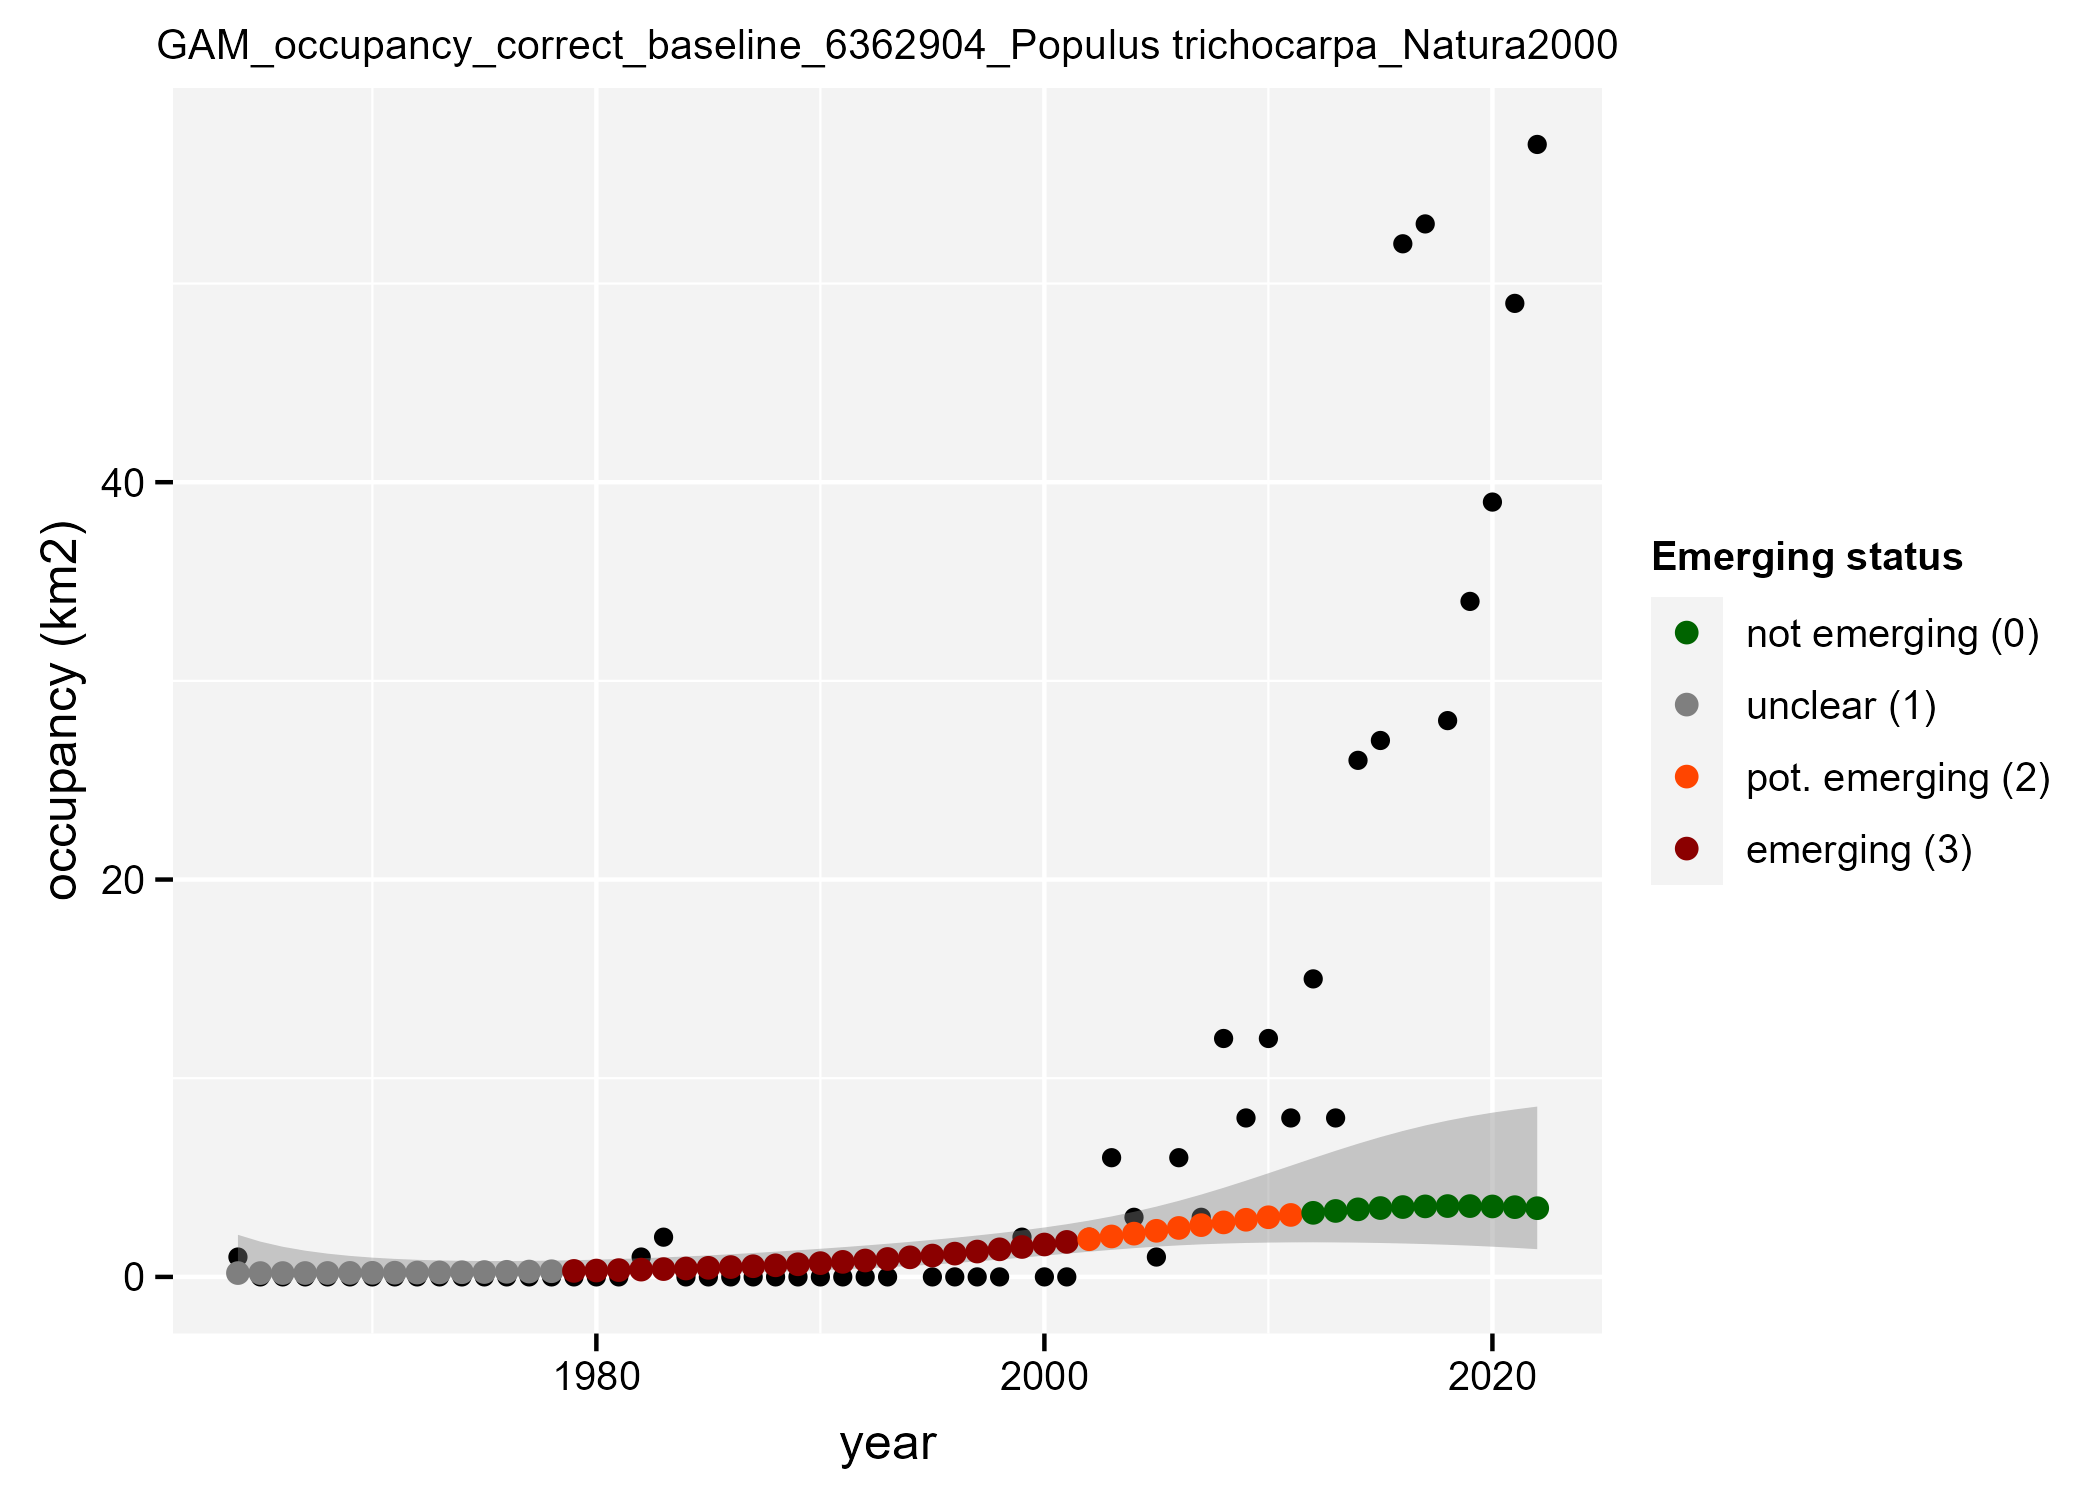 GAM_occupancy_correct_baseline_6362904_Populus trichocarpa_Natura2000
occupancy (km2)
40
20
0
1980
2000
2020
year
Emerging status
not emerging (0)
unclear (1)
pot. emerging (2)
emerging (3)